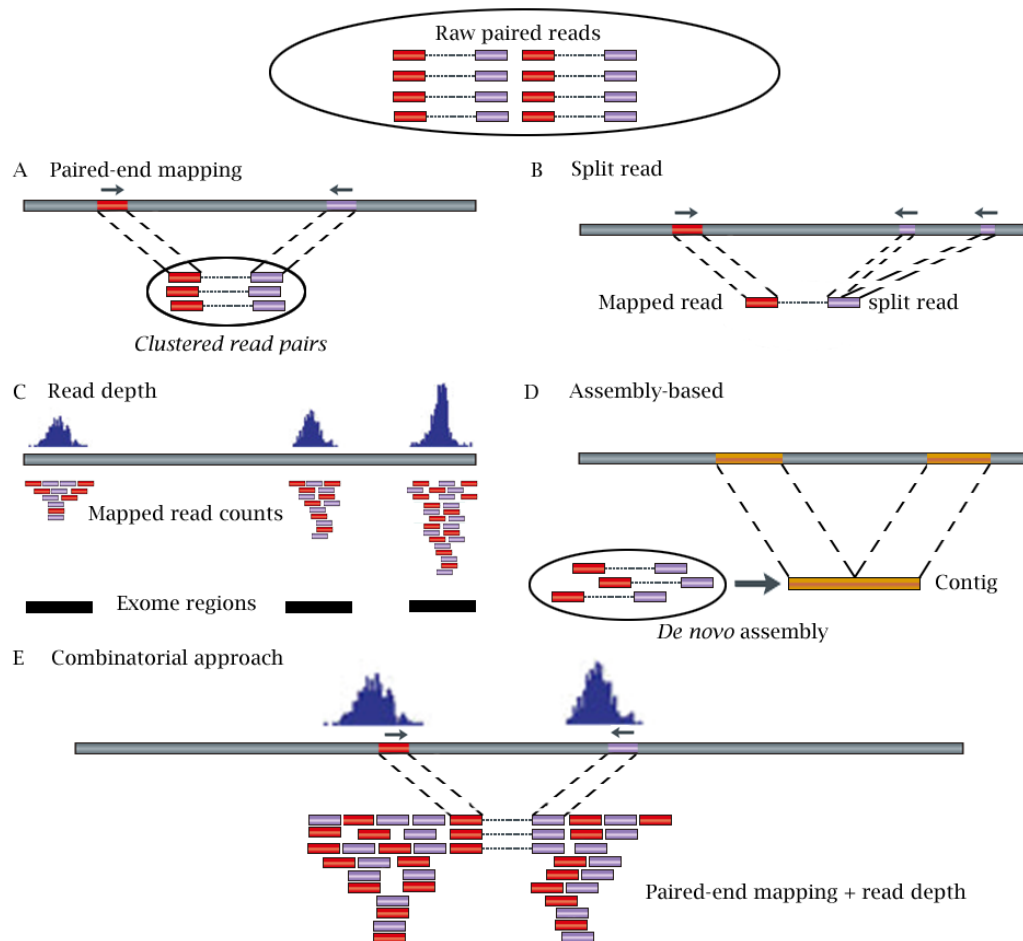 Raw paired reads
A Paired-end mapping
Clustered read pairs
B Split read
Mapped read
split read
C Read depth
Mapped read counts
Exome regions
D Assembly-based
Contig
De novo assembly
E Combinatorial approach
Paired-end mapping + read depth